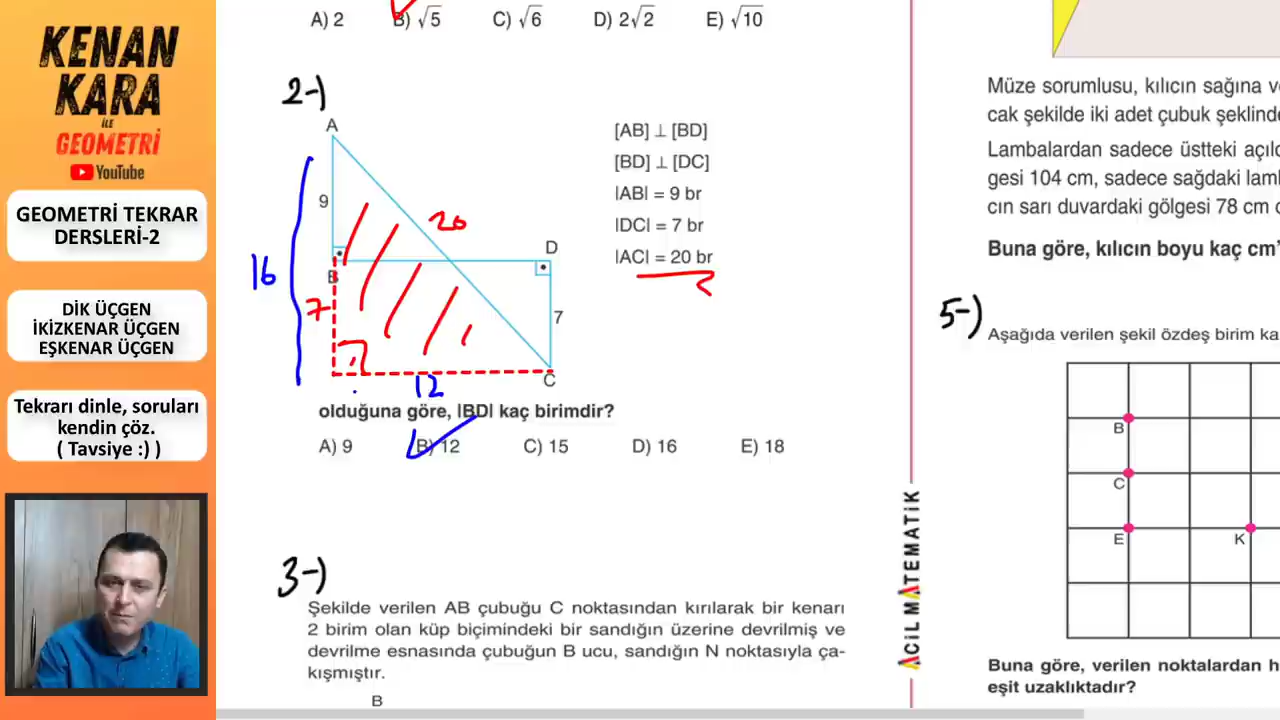 KENAN
KARA
İLE
GEOMETRİ
YouTube
GEOMETRİ TEKRAR
DERSLERİ-2
DİK ÜÇGEN
İKİZKENAR ÜÇGEN
EŞKENAR ÜÇGEN
Tekrarı dinle, soruları
kendin çöz.
( Tavsiye :) )
A) 2 B) √5 C) √6 D) 2√2 E) √10
2-)
A
9
20
16
B
D
7
7
12
C
[AB] ⊥ [BD]
[BD] ⊥ [DC]
|AB| = 9 br
|DC| = 7 br
|AC| = 20 br
olduğuna göre, |BD| kaç birimdir?
A) 9 B) 12 C) 15 D) 16 E) 18
3-)
Şekilde verilen AB çubuğu C noktasından kırılarak bir kenarı
2 birim olan küp biçimindeki bir sandığın üzerine devrilmiş ve
devrilme esnasında çubuğun B ucu, sandığın N noktasıyla ça-
kışmıştır.
B
ACİLMATEMATİK
Müze sorumlusu, kılıcın sağına
cak şekilde iki adet çubuk şeklind
Lambalardan sadece üstteki açılc
gesi 104 cm, sadece sağdaki lam
cın sarı duvardaki gölgesi 78 cm
Buna göre, kılıcın boyu kaç cm'
5-)
Aşağıda verilen şekil özdeş birim ka
B
C
E
K
Buna göre, verilen noktalardan h
eşit uzaklıktadır?